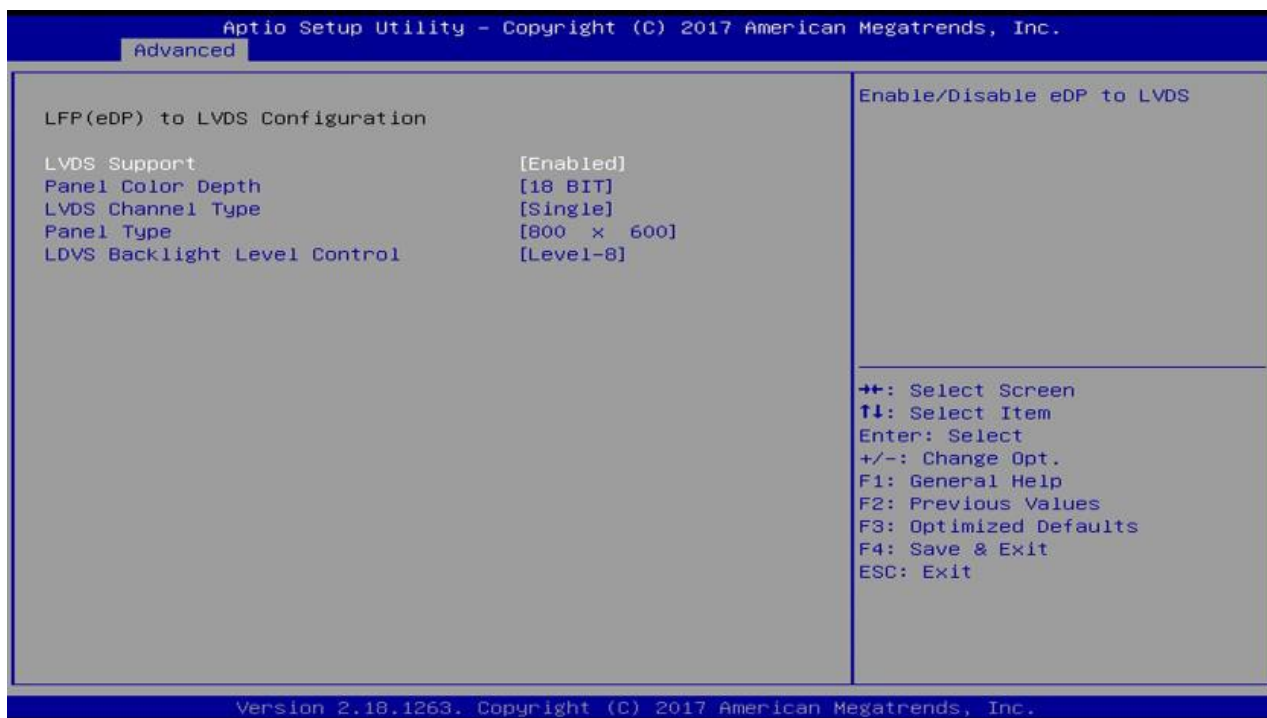 Aptio Setup Utility – Copyright (C) 2017 American Megatrends, Inc.
Advanced
LFP(eDP) to LVDS Configuration
LVDS Support [Enabled]
Panel Color Depth [18 BIT]
LVDS Channel Type [Single]
Panel Type [800 x 600]
LDVS Backlight Level Control [Level-8]
Enable/Disable eDP to LVDS
→←: Select Screen
↑↓: Select Item
Enter: Select
+/-: Change Opt.
F1: General Help
F2: Previous Values
F3: Optimized Defaults
F4: Save & Exit
ESC: Exit
Version 2.18.1263. Copyright (C) 2017 American Megatrends, Inc.